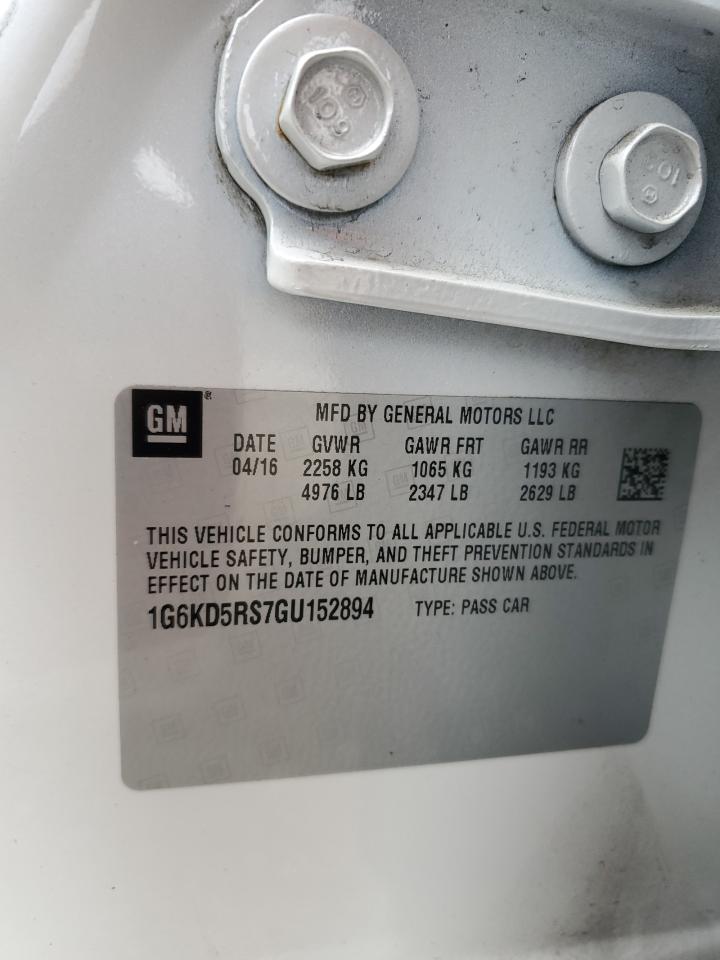 109
10.
GM ®
MFD BY GENERAL MOTORS LLC
DATE GVWR GAWR FRT GAWR RR
04/16 2258 KG 1065 KG 1193 KG
4976 LB 2347 LB 2629 LB
THIS VEHICLE CONFORMS TO ALL APPLICABLE U.S. FEDERAL MOTOR
VEHICLE SAFETY, BUMPER, AND THEFT PREVENTION STANDARDS IN
EFFECT ON THE DATE OF MANUFACTURE SHOWN ABOVE.
1G6KD5RS7GU152894 TYPE: PASS CAR